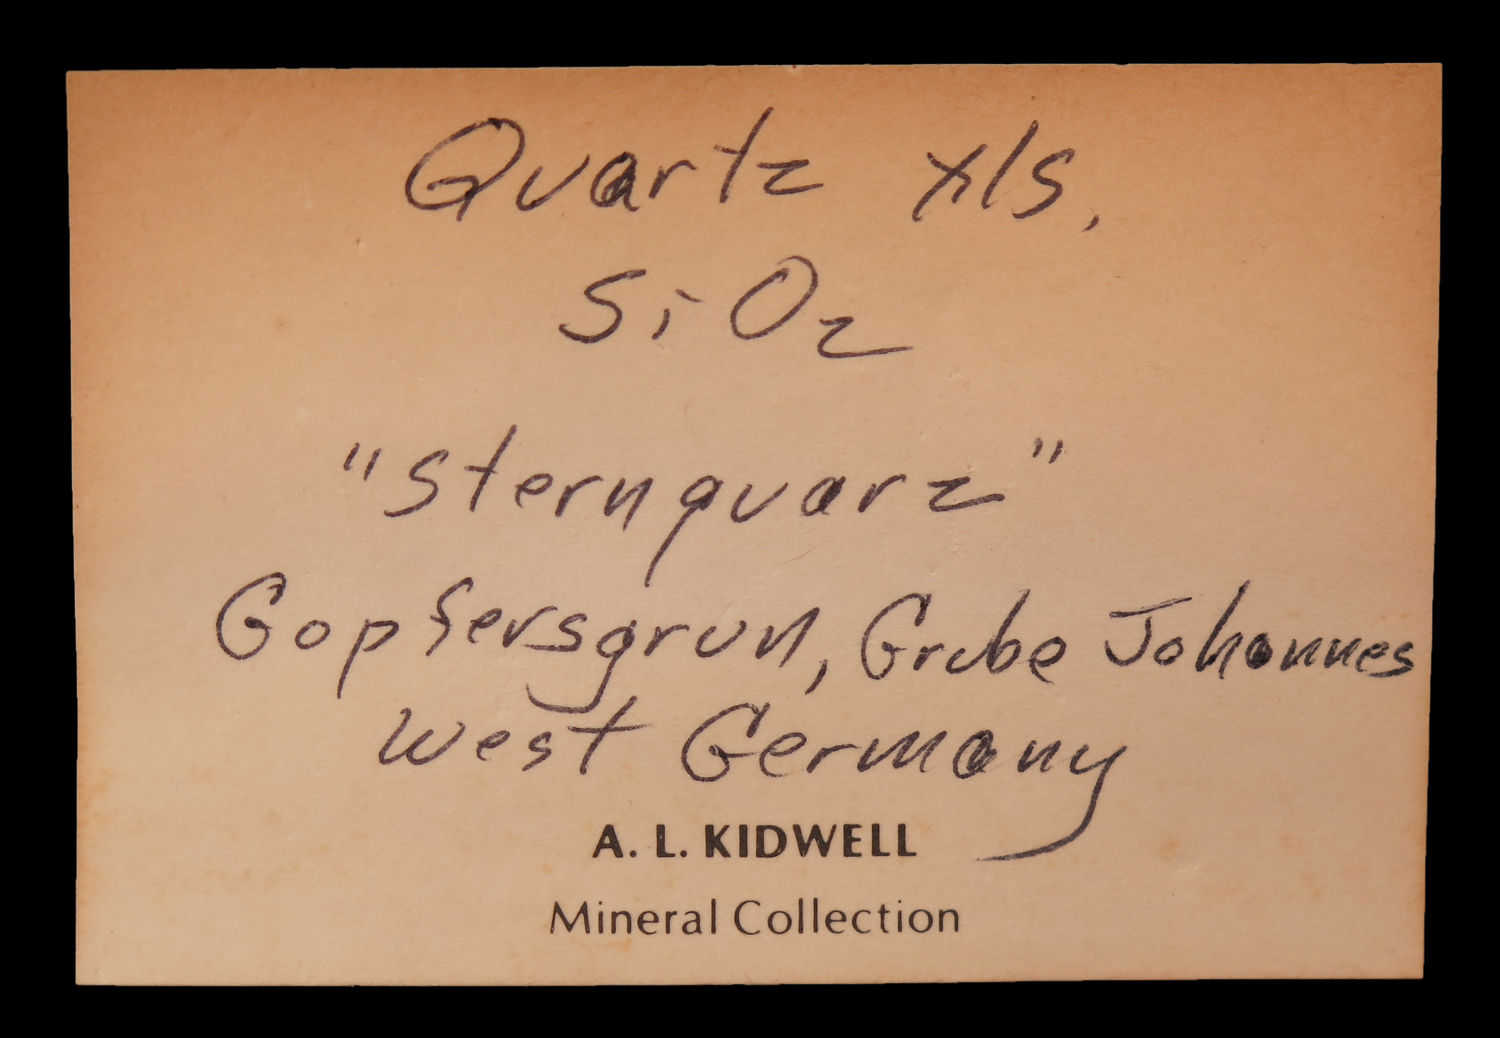 Quartz xls,
SiO2
"Sternquarz"
Gopfersgrun, Grube Johannes
West Germany
A. L. KIDWELL
Mineral Collection